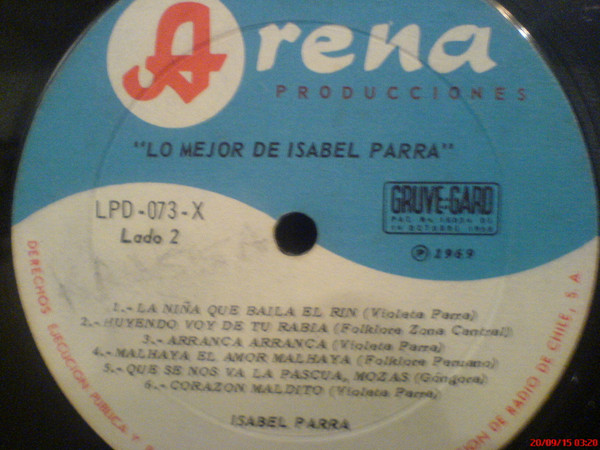 Arena
PRODUCCIONES
"LO MEJOR DE ISABEL PARRA"
LPD-073-X
Lado 2
GRUVE-GARD
℗ 1969
1.- LA NIÑA QUE BAILA EL RIN (Violeta Parra)
2.- HUYENDO VOY DE TU RABIA (Folklore Zona Central)
3.- ARRANCA ARRANCA (Violeta Parra)
4.- MALHAYA EL AMOR MALHAYA (Folklore Peruano)
5.- QUE SE NOS VA LA PASCUA, MOZAS (Góngora)
6.- CORAZON MALDITO (Violeta Parra)
ISABEL PARRA
DERECHOS EJECUCION PUBLICA Y
DE RADIO DE CHILE, S.A
20/09/15 03:20